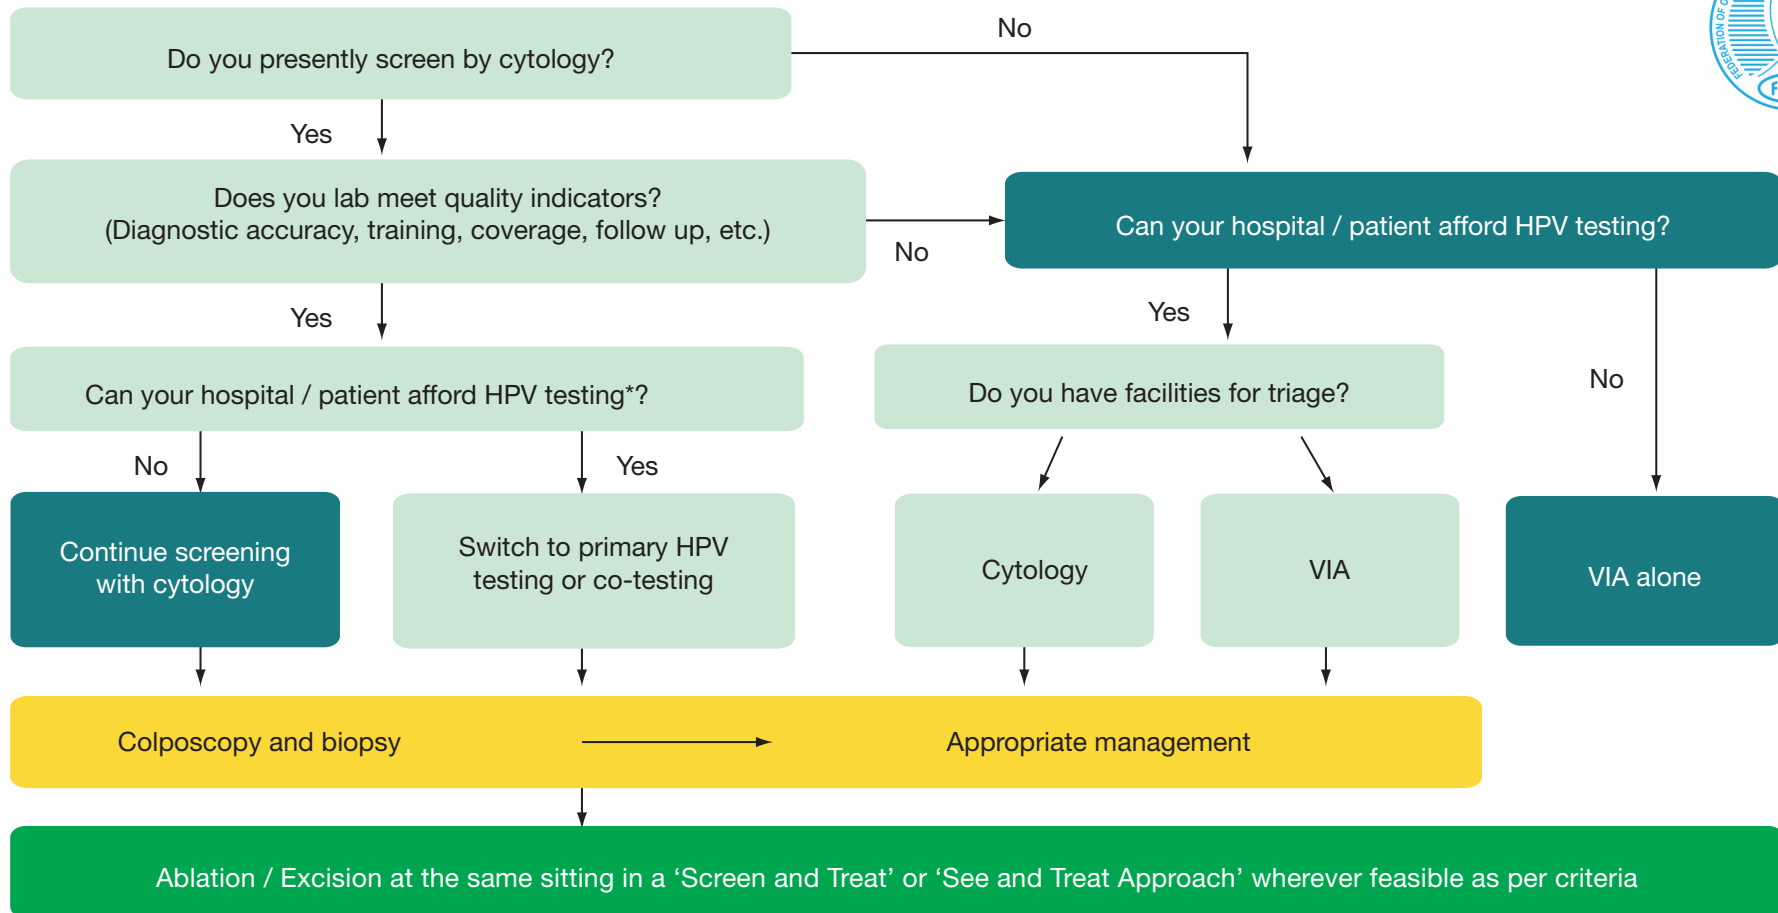 Do you presently screen by cytology?
No
FEDERATION OF
Yes
Does you lab meet quality indicators?
(Diagnostic accuracy, training, coverage, follow up, etc.)
No
Can your hospital / patient afford HPV testing?
Yes
Yes
No
Can your hospital / patient afford HPV testing*?
Do you have facilities for triage?
No
Yes
Continue screening
with cytology
Switch to primary HPV
testing or co-testing
Cytology
VIA
VIA alone
Colposcopy and biopsy
Appropriate management
Ablation / Excision at the same sitting in a ‘Screen and Treat’ or ‘See and Treat Approach’ wherever feasible as per criteria